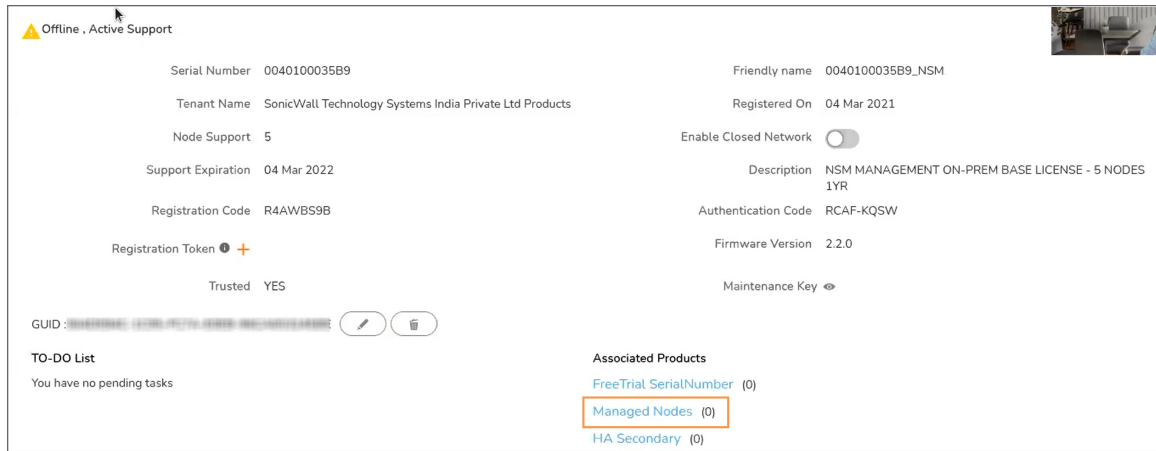 Offline , Active Support
Serial Number 0040100035B9
Friendly name 0040100035B9_NSM
Tenant Name SonicWall Technology Systems India Private Ltd Products
Registered On 04 Mar 2021
Node Support 5
Enable Closed Network
Support Expiration 04 Mar 2022
Description NSM MANAGEMENT ON-PREM BASE LICENSE - 5 NODES
1YR
Registration Code R4AWBS9B
Authentication Code RCAF-KQSW
Registration Token
Firmware Version 2.2.0
Trusted YES
Maintenance Key
GUID :
TO-DO List
You have no pending tasks
Associated Products
FreeTrial SerialNumber (0)
Managed Nodes (0)
HA Secondary (0)